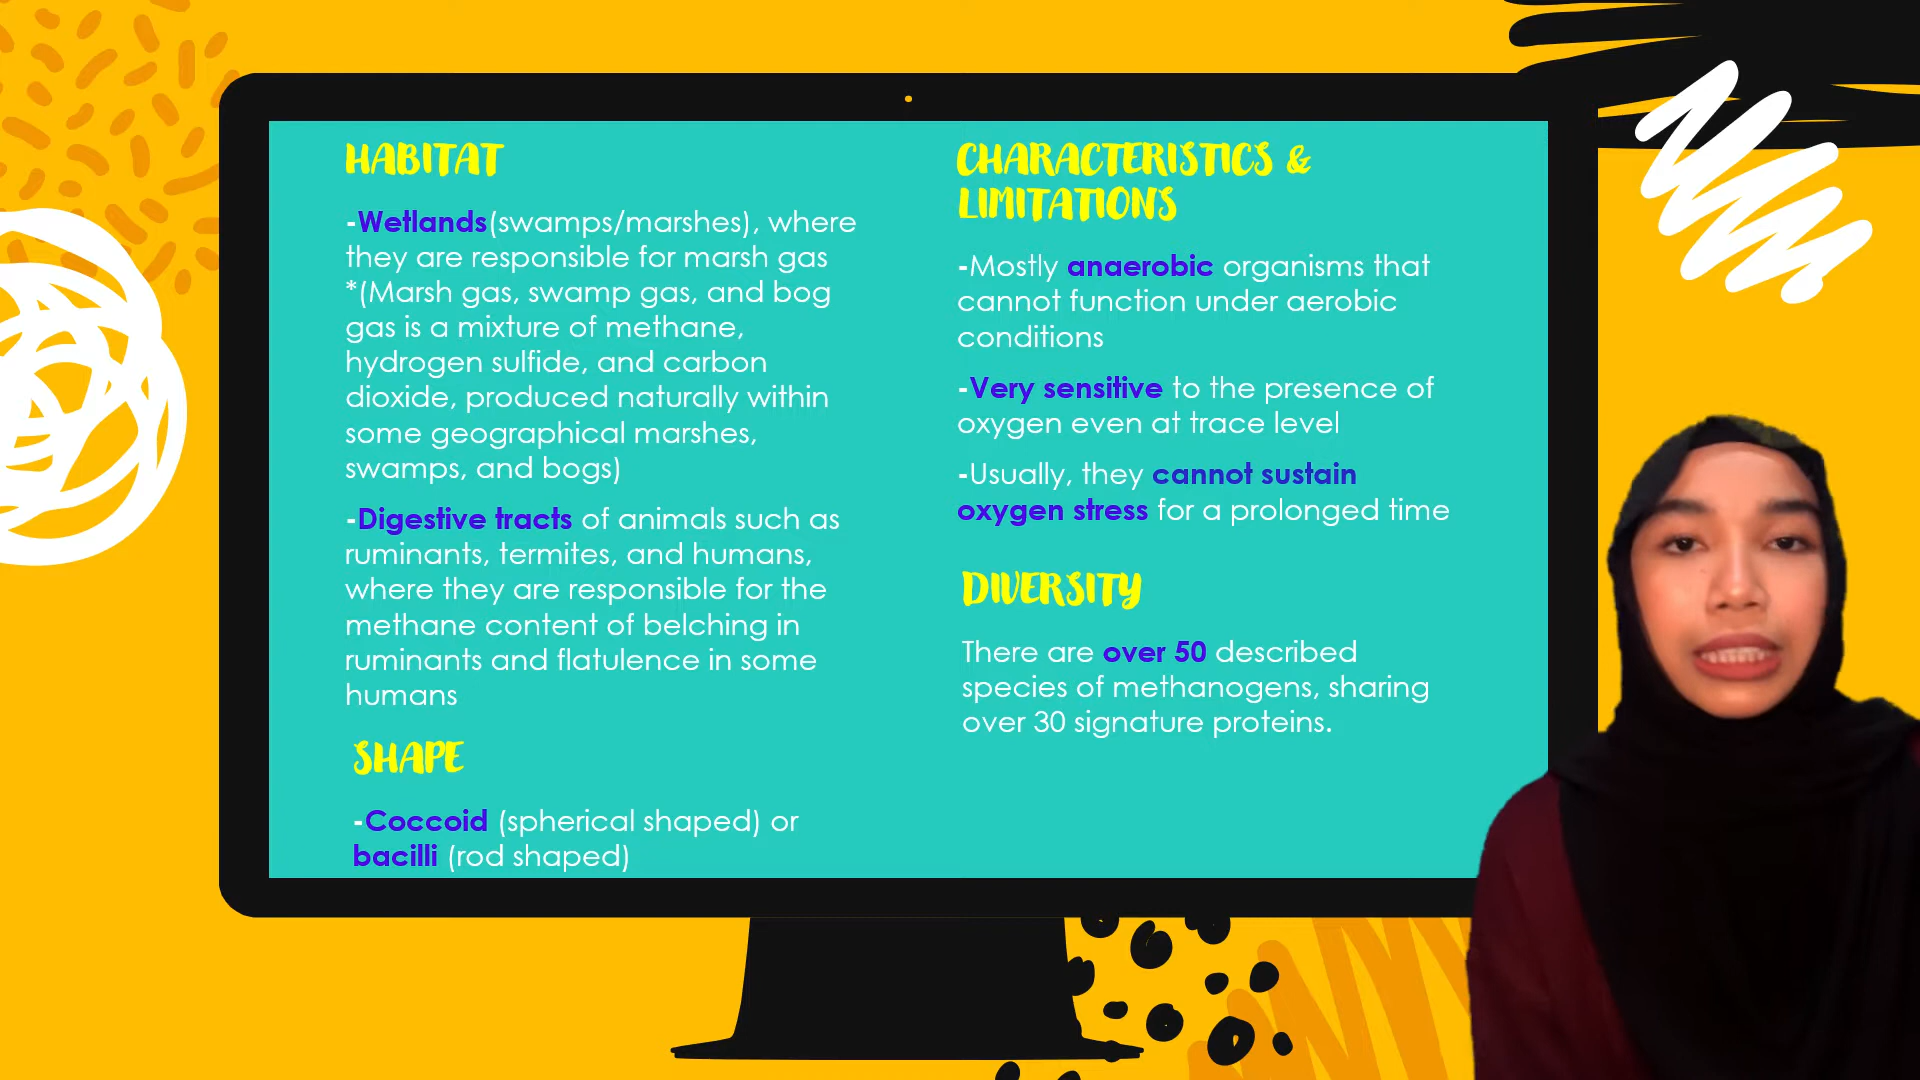 HABITAT
-Wetlands(swamps/marshes), where
they are responsible for marsh gas
*(Marsh gas, swamp gas, and bog
gas is a mixture of methane,
hydrogen sulfide, and carbon
dioxide, produced naturally within
some geographical marshes,
swamps, and bogs)
-Digestive tracts of animals such as
ruminants, termites, and humans,
where they are responsible for the
methane content of belching in
ruminants and flatulence in some
humans
SHAPE
-Coccoid (spherical shaped) or
bacilli (rod shaped)
CHARACTERISTICS &
LIMITATIONS
-Mostly anaerobic organisms that
cannot function under aerobic
conditions
-Very sensitive to the presence of
oxygen even at trace level
-Usually, they cannot sustain
oxygen stress for a prolonged time
DIVERSITY
There are over 50 described
species of methanogens, sharing
over 30 signature proteins.